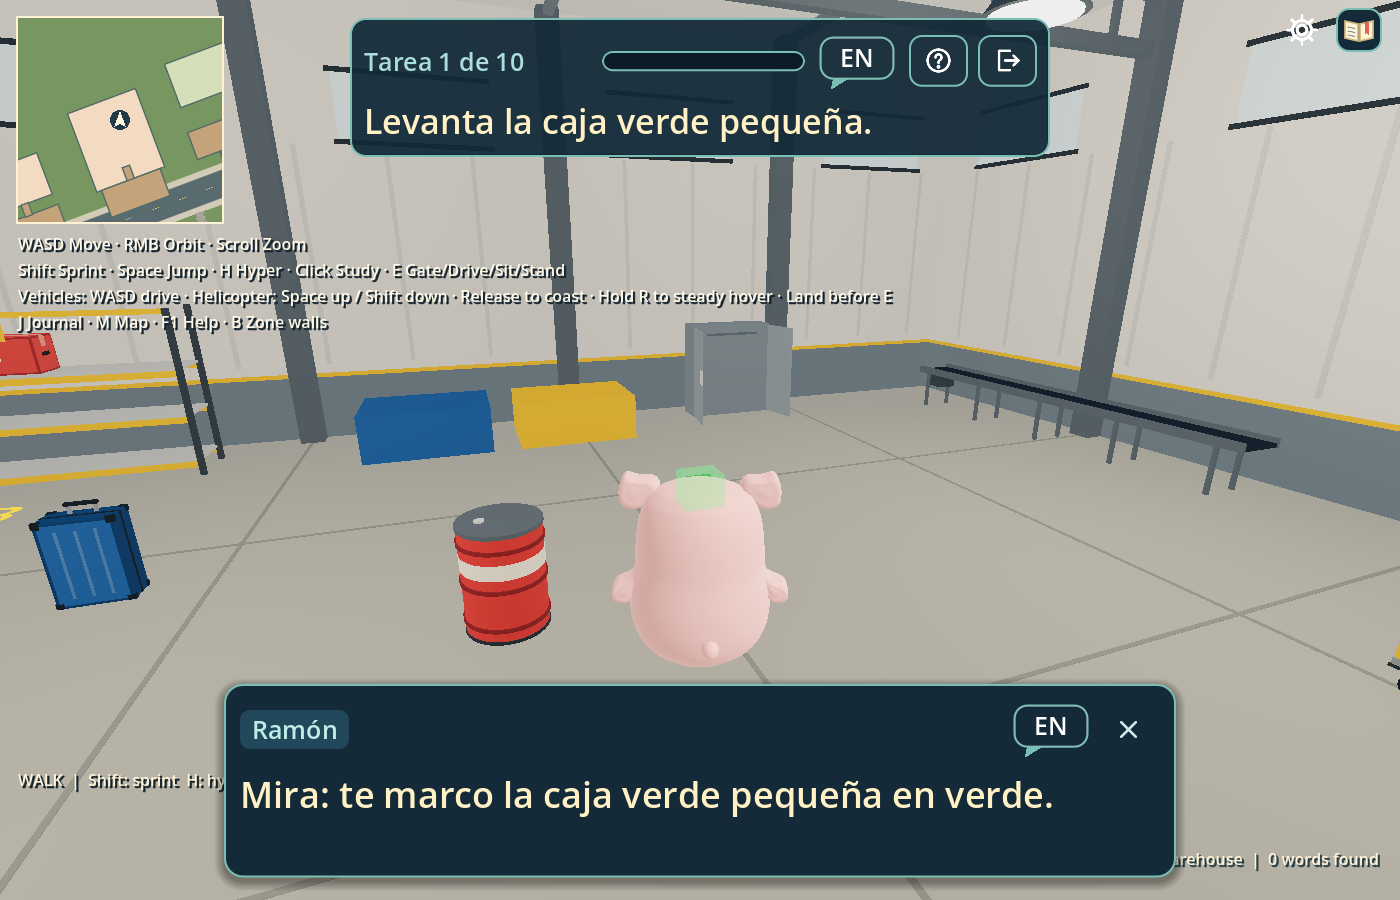 Tarea 1 de 10
EN
Levanta la caja verde pequeña.
WASD Move · RMB Orbit · Scroll Zoom
Shift Sprint · Space Jump · H Hyper · Click Study · E Gate/Drive/Sit/Stand
Vehicles: WASD drive · Helicopter: Space up / Shift down · Release to coast · Hold R to steady hover · Land before E
J Journal · M Map · F1 Help · B Zone walls
Ramón
EN
Mira: te marco la caja verde pequeña en verde.
WALK | Shift: sprint H:
0 words found